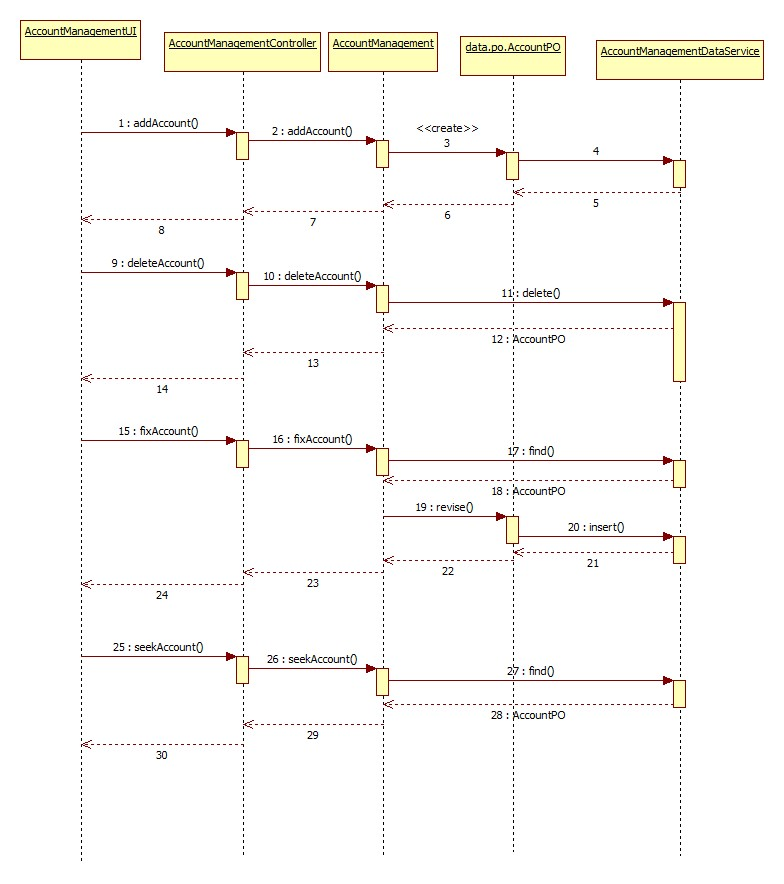 AccountManagementUI
AccountManagementController
AccountManagement
data.po.AccountPO
AccountManagementDataService
1 : addAccount()
2 : addAccount()
<<create>>
3
4
5
6
7
8
9 : deleteAccount()
10 : deleteAccount()
11 : delete()
12 : AccountPO
13
14
15 : fixAccount()
16 : fixAccount()
17 : find()
18 : AccountPO
19 : revise()
20 : insert()
21
22
23
24
25 : seekAccount()
26 : seekAccount()
27 : find()
28 : AccountPO
29
30